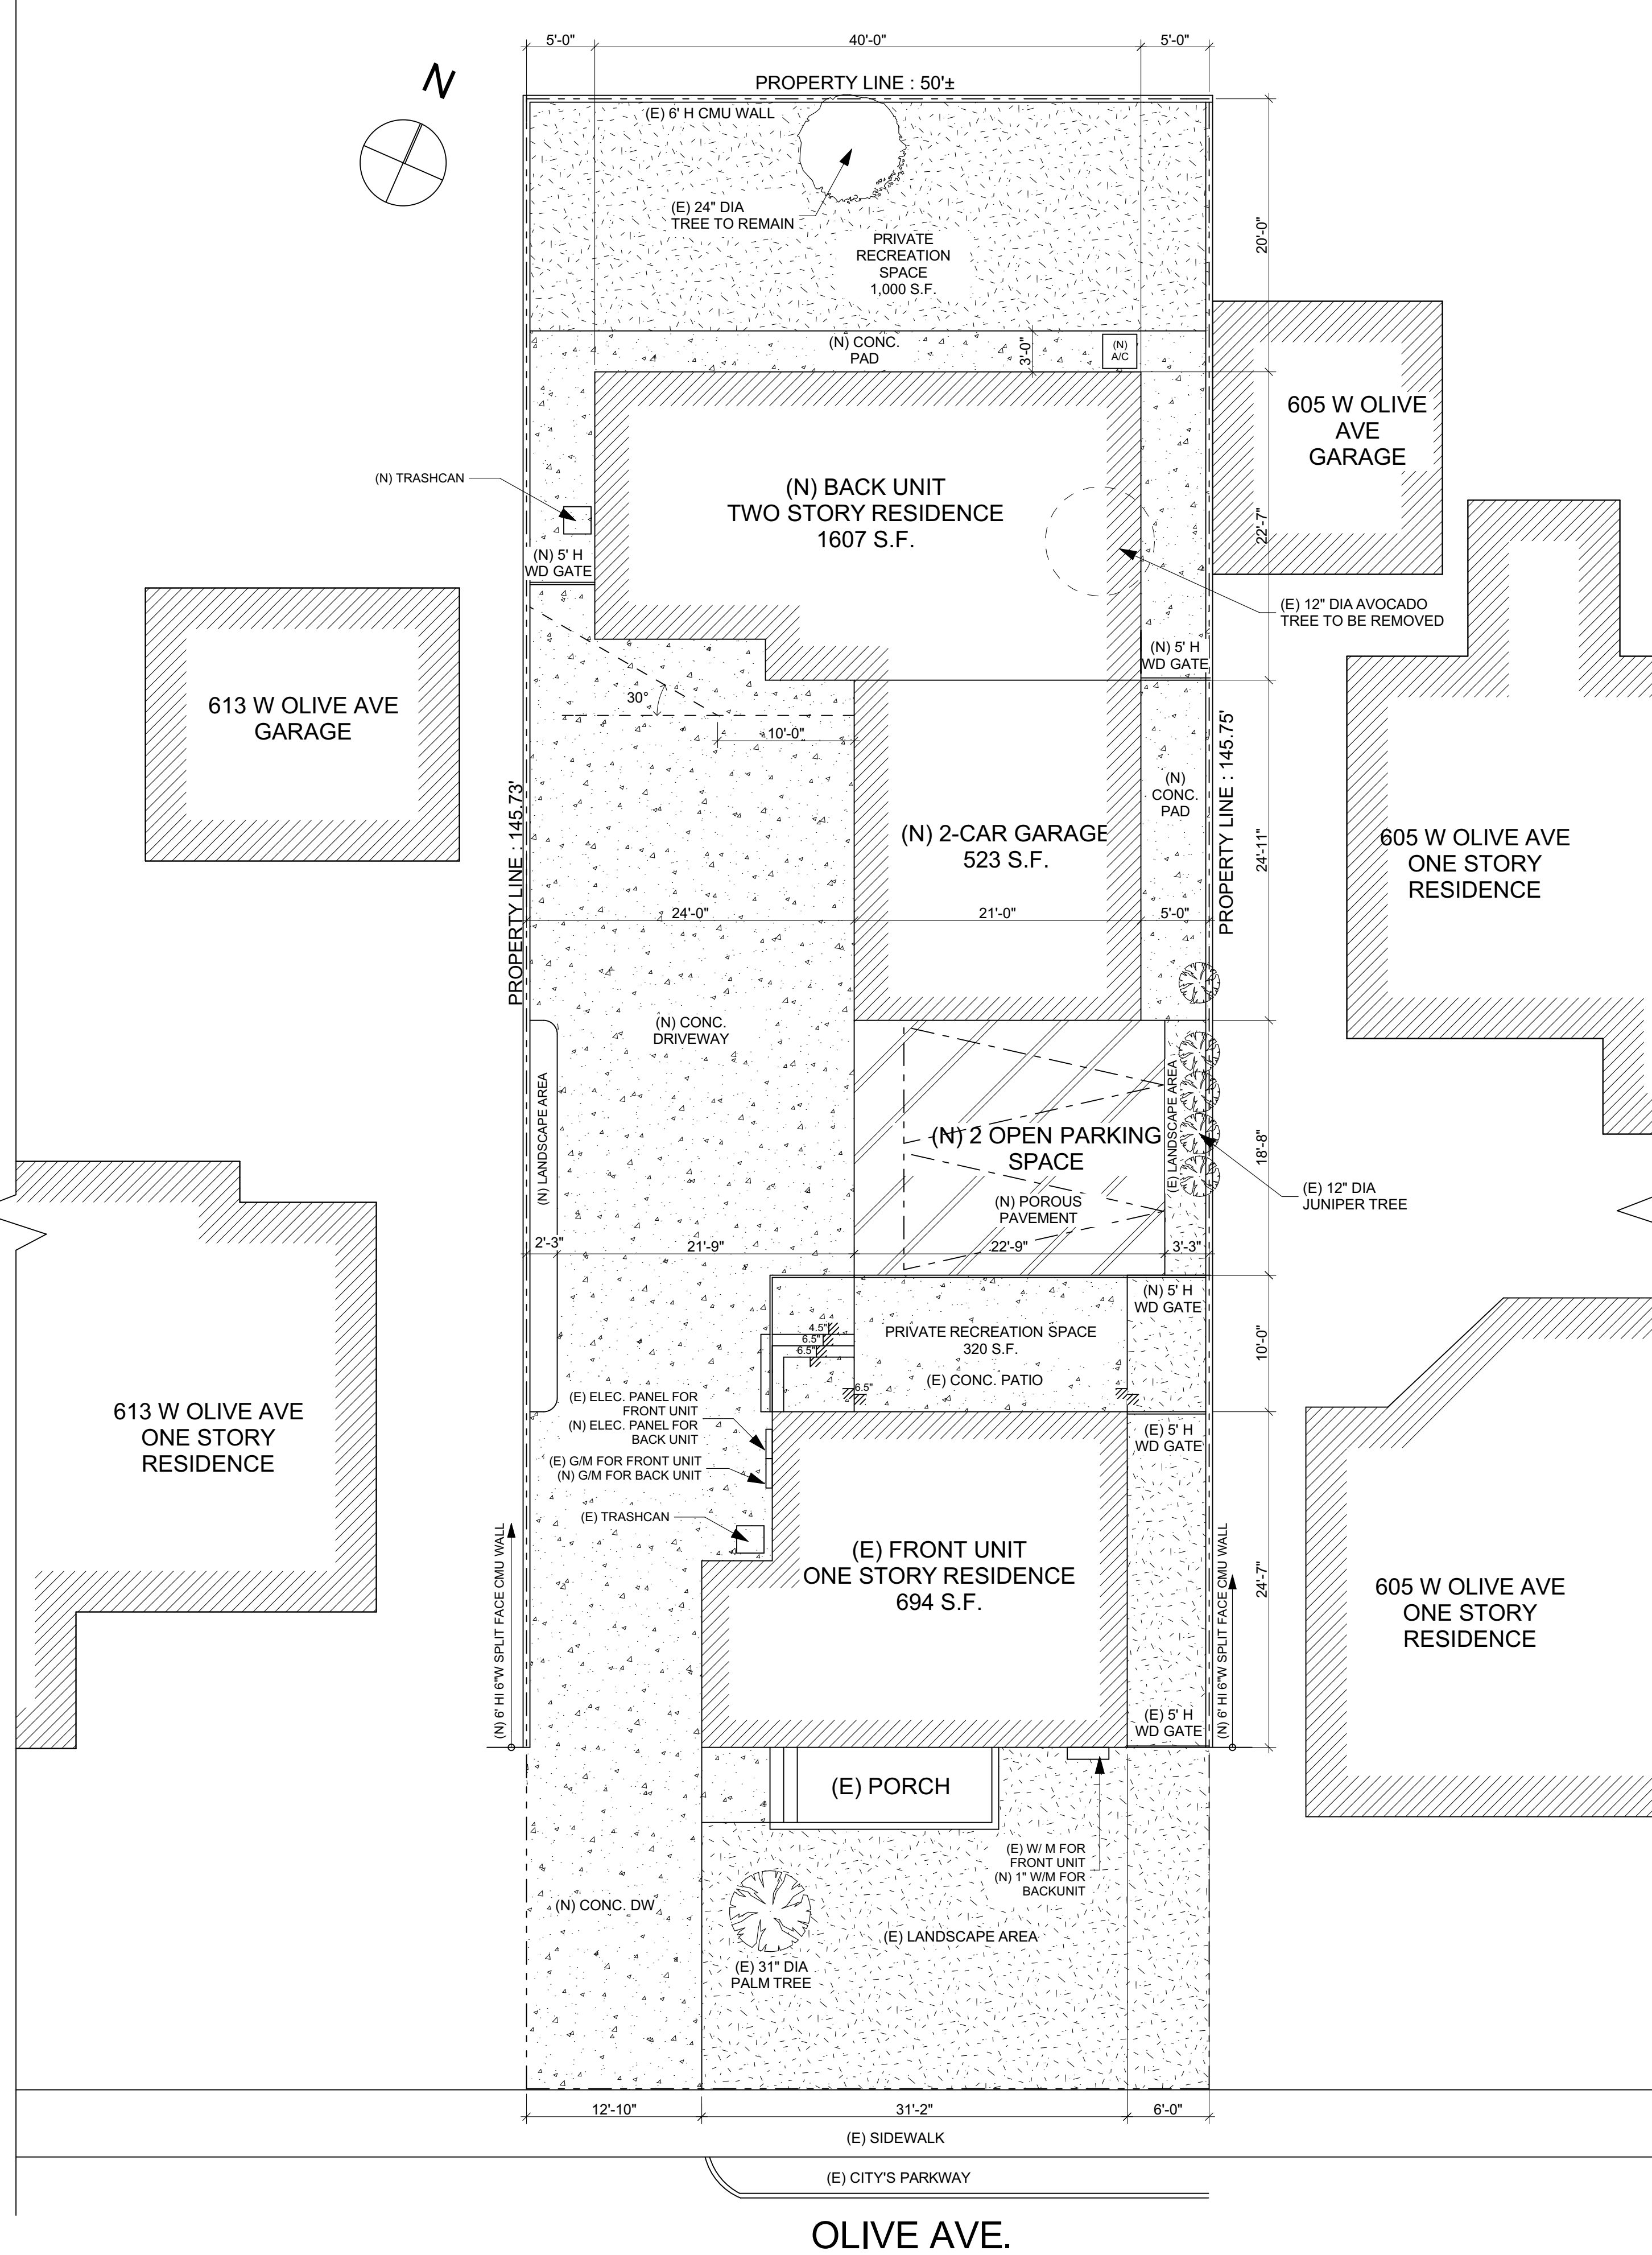 5'-0"
40'-0"
5'-0"
N
PROPERTY LINE : 50'±
(E) 6' H CMU WALL
(E) 24" DIA
TREE TO REMAIN
PRIVATE
RECREATION
SPACE
1,000 S.F.
20'-0"
(N) CONC.
PAD
3'-0"
(N)
A/C
605 W OLIVE
AVE
GARAGE
(N) TRASHCAN
(N) BACK UNIT
TWO STORY RESIDENCE
1607 S.F.
22'-7"
(N) 5' H
WD GATE
(E) 12" DIA AVOCADO
TREE TO BE REMOVED
(N) 5' H
WD GATE
613 W OLIVE AVE
GARAGE
30°
10'-0"
PROPERTY LINE : 145.73'
PROPERTY LINE : 145.75'
(N)
CONC.
PAD
(N) 2-CAR GARAGE
523 S.F.
24'-11"
605 W OLIVE AVE
ONE STORY
RESIDENCE
24'-0"
21'-0"
5'-0"
(N) CONC.
DRIVEWAY
(N) LANDSCAPE AREA
(E) LANDSCAPE AREA
(N) 2 OPEN PARKING
SPACE
18'-8"
(N) POROUS
PAVEMENT
(E) 12" DIA
JUNIPER TREE
2'-3"
21'-9"
22'-9"
3'-3"
(N) 5' H
WD GATE
4.5"
6.5"
6.5"
6.5"
PRIVATE RECREATION SPACE
320 S.F.
(E) CONC. PATIO
10'-0"
613 W OLIVE AVE
ONE STORY
RESIDENCE
(E) ELEC. PANEL FOR
FRONT UNIT
(N) ELEC. PANEL FOR
BACK UNIT
(E) G/M FOR FRONT UNIT
(N) G/M FOR BACK UNIT
(E) TRASHCAN
(E) 5' H
WD GATE
(E) FRONT UNIT
ONE STORY RESIDENCE
694 S.F.
24'-7"
605 W OLIVE AVE
ONE STORY
RESIDENCE
(N) 6' HI 6"W SPLIT FACE CMU WALL
(N) 6' HI 6"W SPLIT FACE CMU WALL
(E) 5' H
WD GATE
(E) PORCH
(E) W/ M FOR
FRONT UNIT
(N) 1" W/M FOR
BACKUNIT
(N) CONC. DW
(E) LANDSCAPE AREA
(E) 31" DIA
PALM TREE
12'-10"
31'-2"
6'-0"
(E) SIDEWALK
(E) CITY'S PARKWAY
OLIVE AVE.